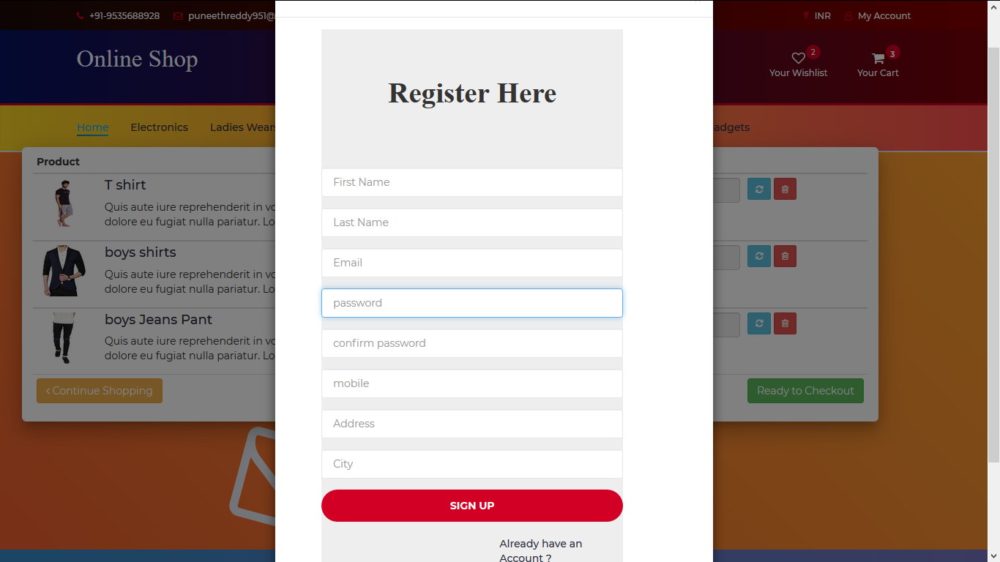 +91-9535688928
puneethreddy951@
INR
My Account
Online Shop
2
Your Wishlist
3
Your Cart
Home
Electronics
Ladies Wears
adgets
Register Here
First Name
Last Name
Email
password
confirm password
mobile
Address
City
SIGN UP
Already have an
Account ?
Product
T shirt
Quis aute iure reprehenderit in vo
dolore eu fugiat nulla pariatur. Lo
boys shirts
Quis aute iure reprehenderit in vo
dolore eu fugiat nulla pariatur. Lo
boys Jeans Pant
Quis aute iure reprehenderit in vo
dolore eu fugiat nulla pariatur. Lo
Continue Shopping
Ready to Checkout